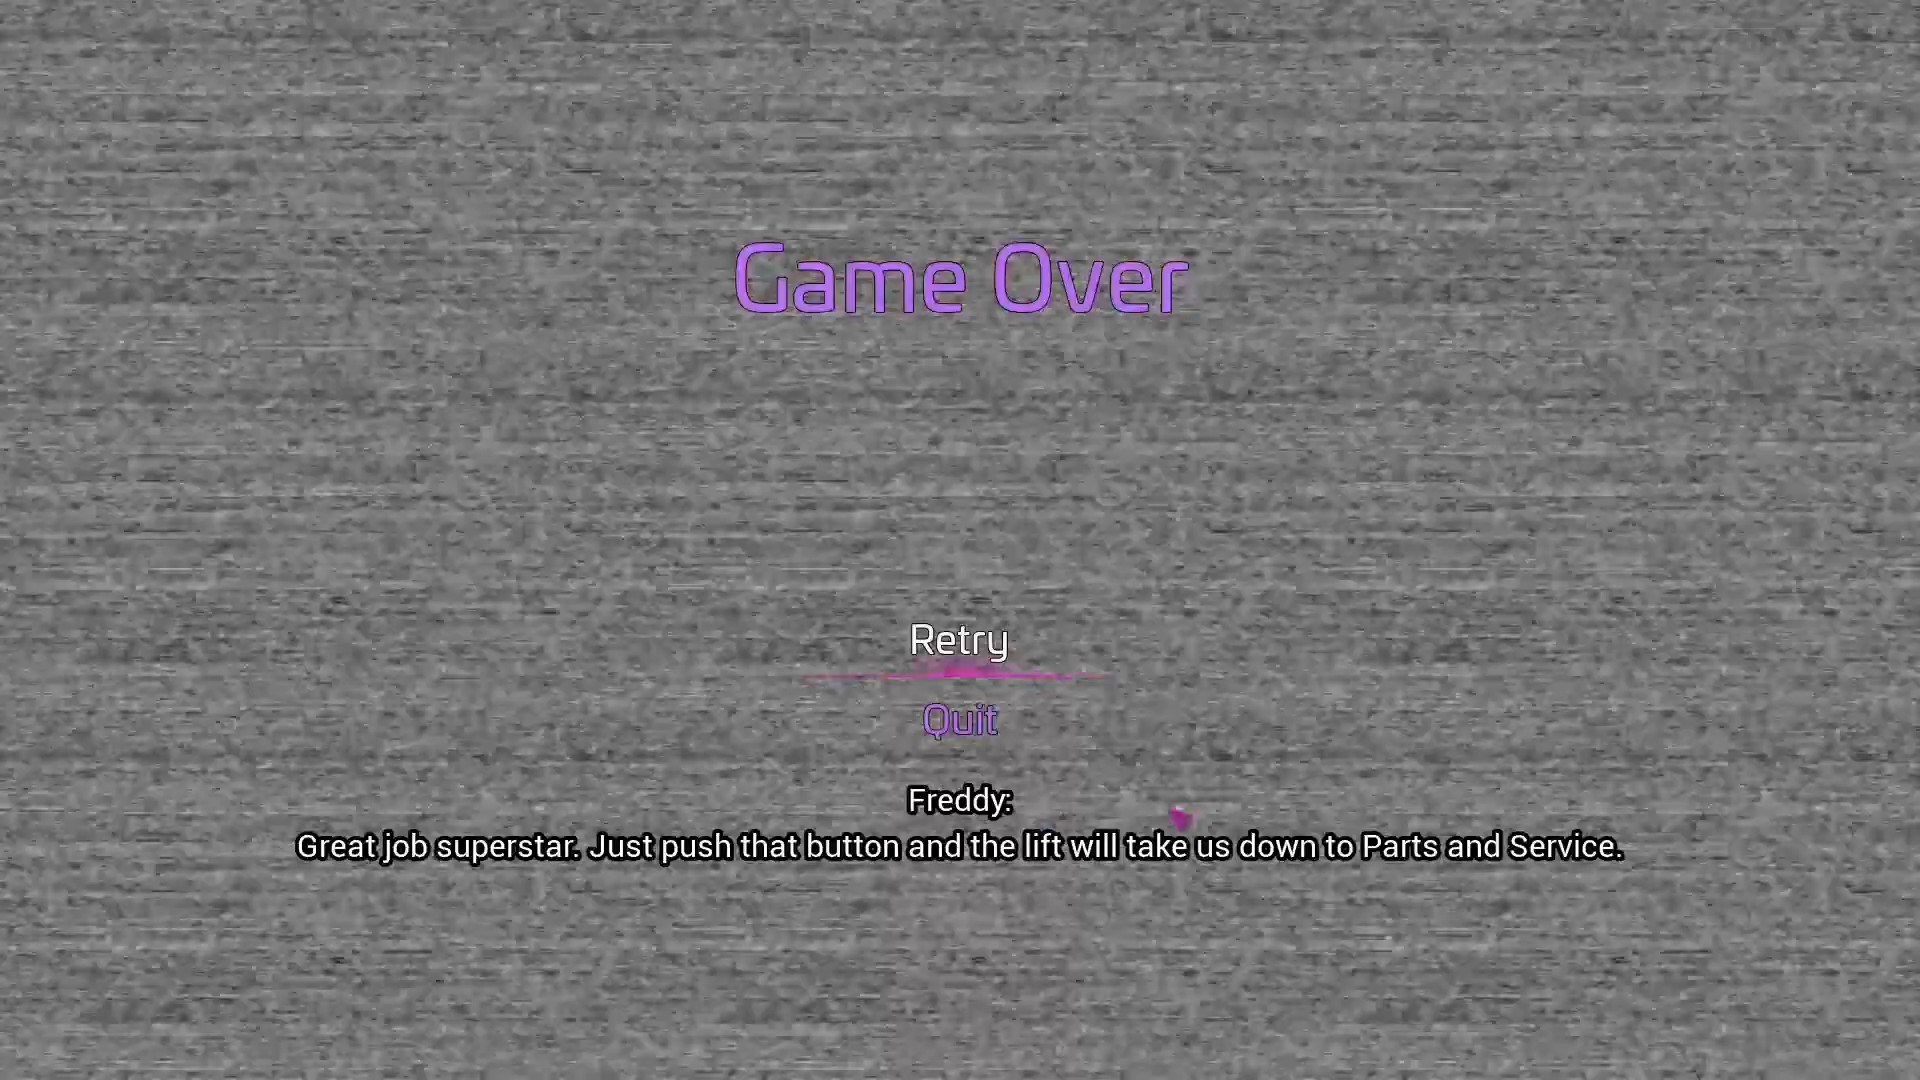 Game Over
Retry
Quit
Freddy:
Great job superstar. Just push that button and the lift will take us down to Parts and Service.